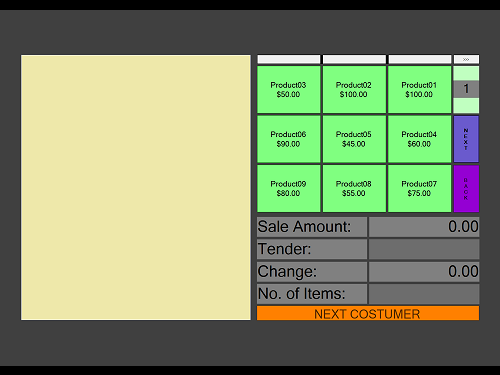 >>>
Product03 Product02 Product01
$50.00 $100.00 $100.00
1
Product06 Product05 Product04
$90.00 $45.00 $60.00
NEXT
Product09 Product08 Product07
$80.00 $55.00 $75.00
BACK
Sale Amount: 0.00
Tender:
Change: 0.00
No. of Items:
NEXT COSTUMER